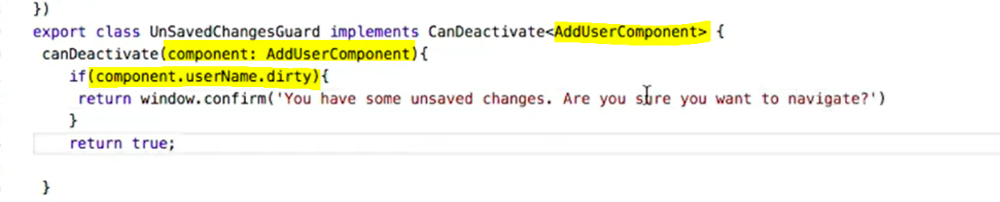 })
export class UnSavedChangesGuard implements CanDeactivate<AddUserComponent> {
canDeactivate(component: AddUserComponent){
if(component.userName.dirty){
return window.confirm('You have some unsaved changes. Are you sure you want to navigate?')
}
return true;
}